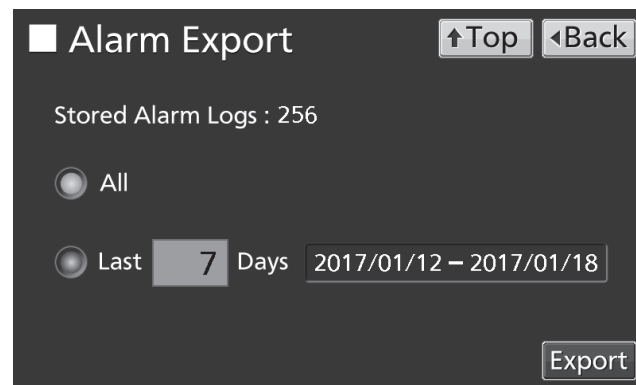 Alarm Export
↑Top
◂Back
Stored Alarm Logs : 256
All
Last 7 Days 2017/01/12 – 2017/01/18
Export